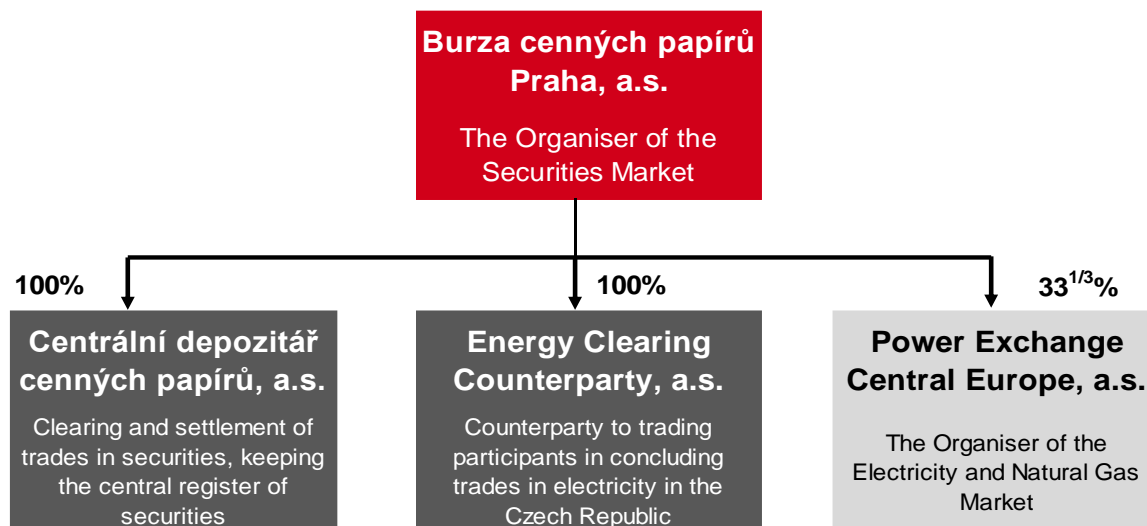 Burza cenných papírů
Praha, a.s.
The Organiser of the
Securities Market
100%
100%
33 1/3%
Centrální depozitář
cenných papírů, a.s.
Clearing and settlement of
trades in securities, keeping
the central register of
securities
Energy Clearing
Counterparty, a.s.
Counterparty to trading
participants in concluding
trades in electricity in the
Czech Republic
Power Exchange
Central Europe, a.s.
The Organiser of the
Electricity and Natural Gas
Market